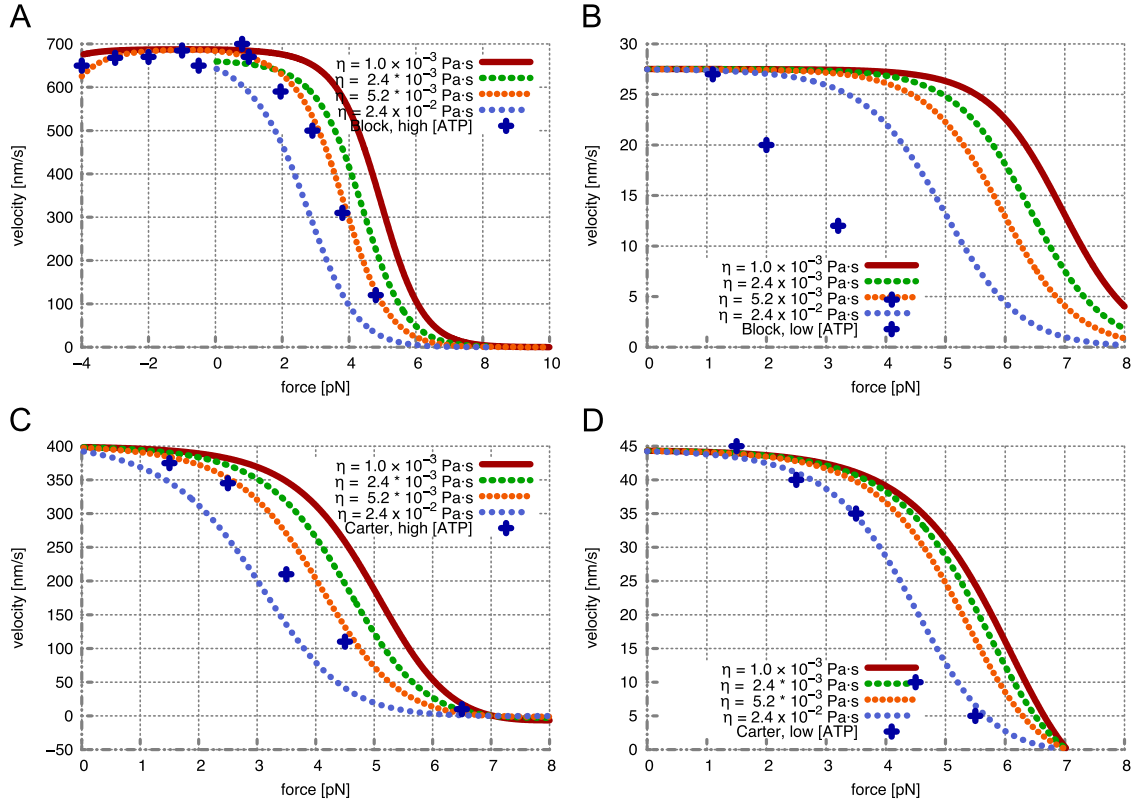 A
700
600
500
400
300
200
100
0
velocity [nm/s]
−4 −2 0 2 4 6 8 10
force [pN]
η = 1.0 × 10−3 Pa·s
η = 2.4 * 10−3 Pa·s
η = 5.2 * 10−3 Pa·s
η = 2.4 x 10−2 Pa·s
Block, high [ATP]
B
30
25
20
15
10
5
0
velocity [nm/s]
0 1 2 3 4 5 6 7 8
force [pN]
η = 1.0 × 10−3 Pa·s
η = 2.4 × 10−3 Pa·s
η = 5.2 × 10−3 Pa·s
η = 2.4 × 10−2 Pa·s
Block, low [ATP]
C
400
350
300
250
200
150
100
50
0
−50
velocity [nm/s]
0 1 2 3 4 5 6 7 8
force [pN]
η = 1.0 × 10−3 Pa·s
η = 2.4 * 10−3 Pa·s
η = 5.2 * 10−3 Pa·s
η = 2.4 x 10−2 Pa·s
Carter, high [ATP]
D
45
40
35
30
25
20
15
10
5
0
velocity [nm/s]
0 1 2 3 4 5 6 7 8
force [pN]
η = 1.0 × 10−3 Pa·s
η = 2.4 * 10−3 Pa·s
η = 5.2 * 10−3 Pa·s
η = 2.4 x 10−2 Pa·s
Carter, low [ATP]